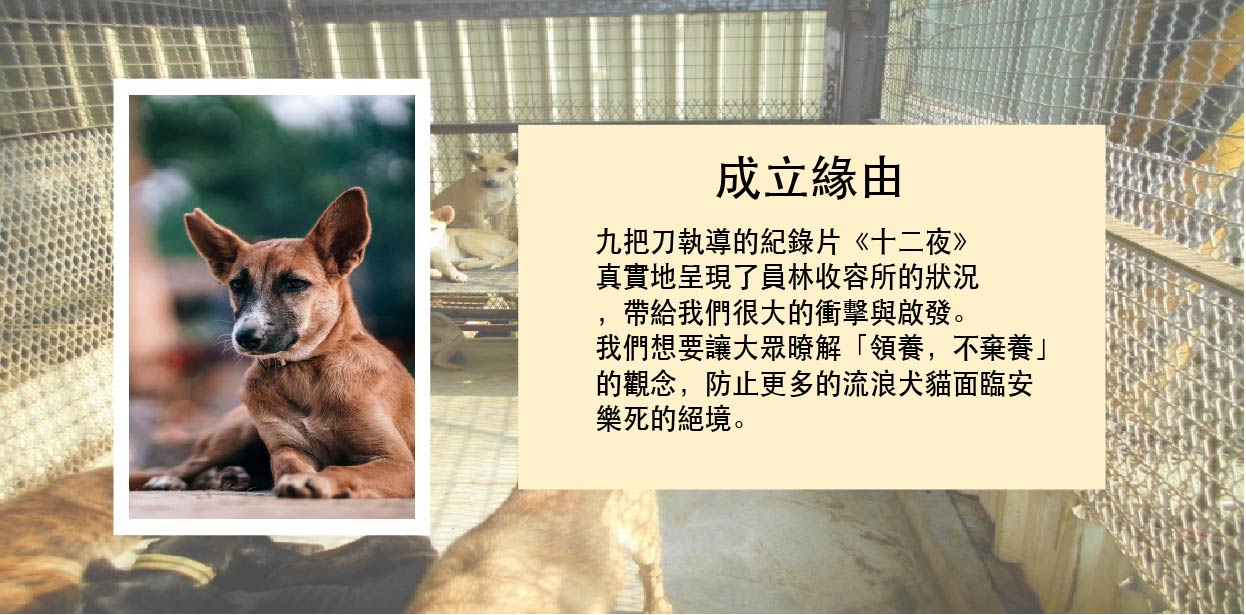 成立緣由
九把刀執導的紀錄片《十二夜》
真實地呈現了員林收容所的狀況
，帶給我們很大的衝擊與啟發。
我們想要讓大眾暸解「領養，不棄養」
的觀念，防止更多的流浪犬貓面臨安
樂死的絕境。